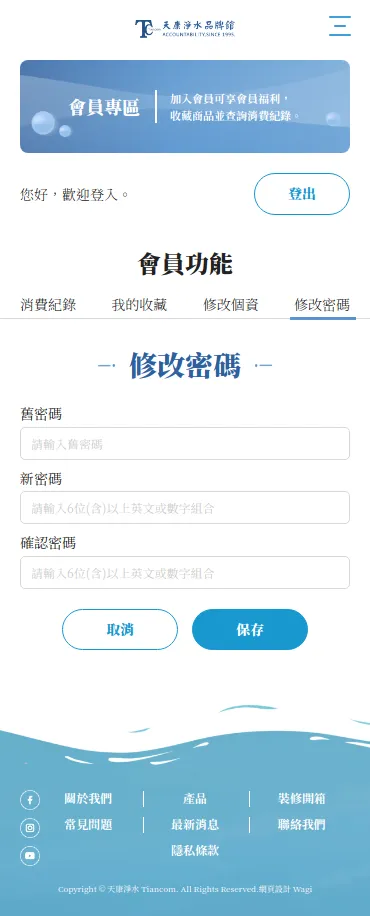 天康淨水品牌館
ACCOUNTABILITY.SINCE 1995.
會員專區
加入會員可享會員福利，
收藏商品並查詢消費紀錄。
您好，歡迎登入。
登出
會員功能
消費紀錄 我的收藏 修改個資 修改密碼
修改密碼
舊密碼
請輸入舊密碼
新密碼
請輸入6位(含)以上英文或數字組合
確認密碼
請輸入6位(含)以上英文或數字組合
取消 保存
關於我們 產品 裝修開箱
常見問題 最新消息 聯絡我們
隱私條款
Copyright © 天康淨水 Tiancom. All Rights Reserved.網頁設計 Wagi